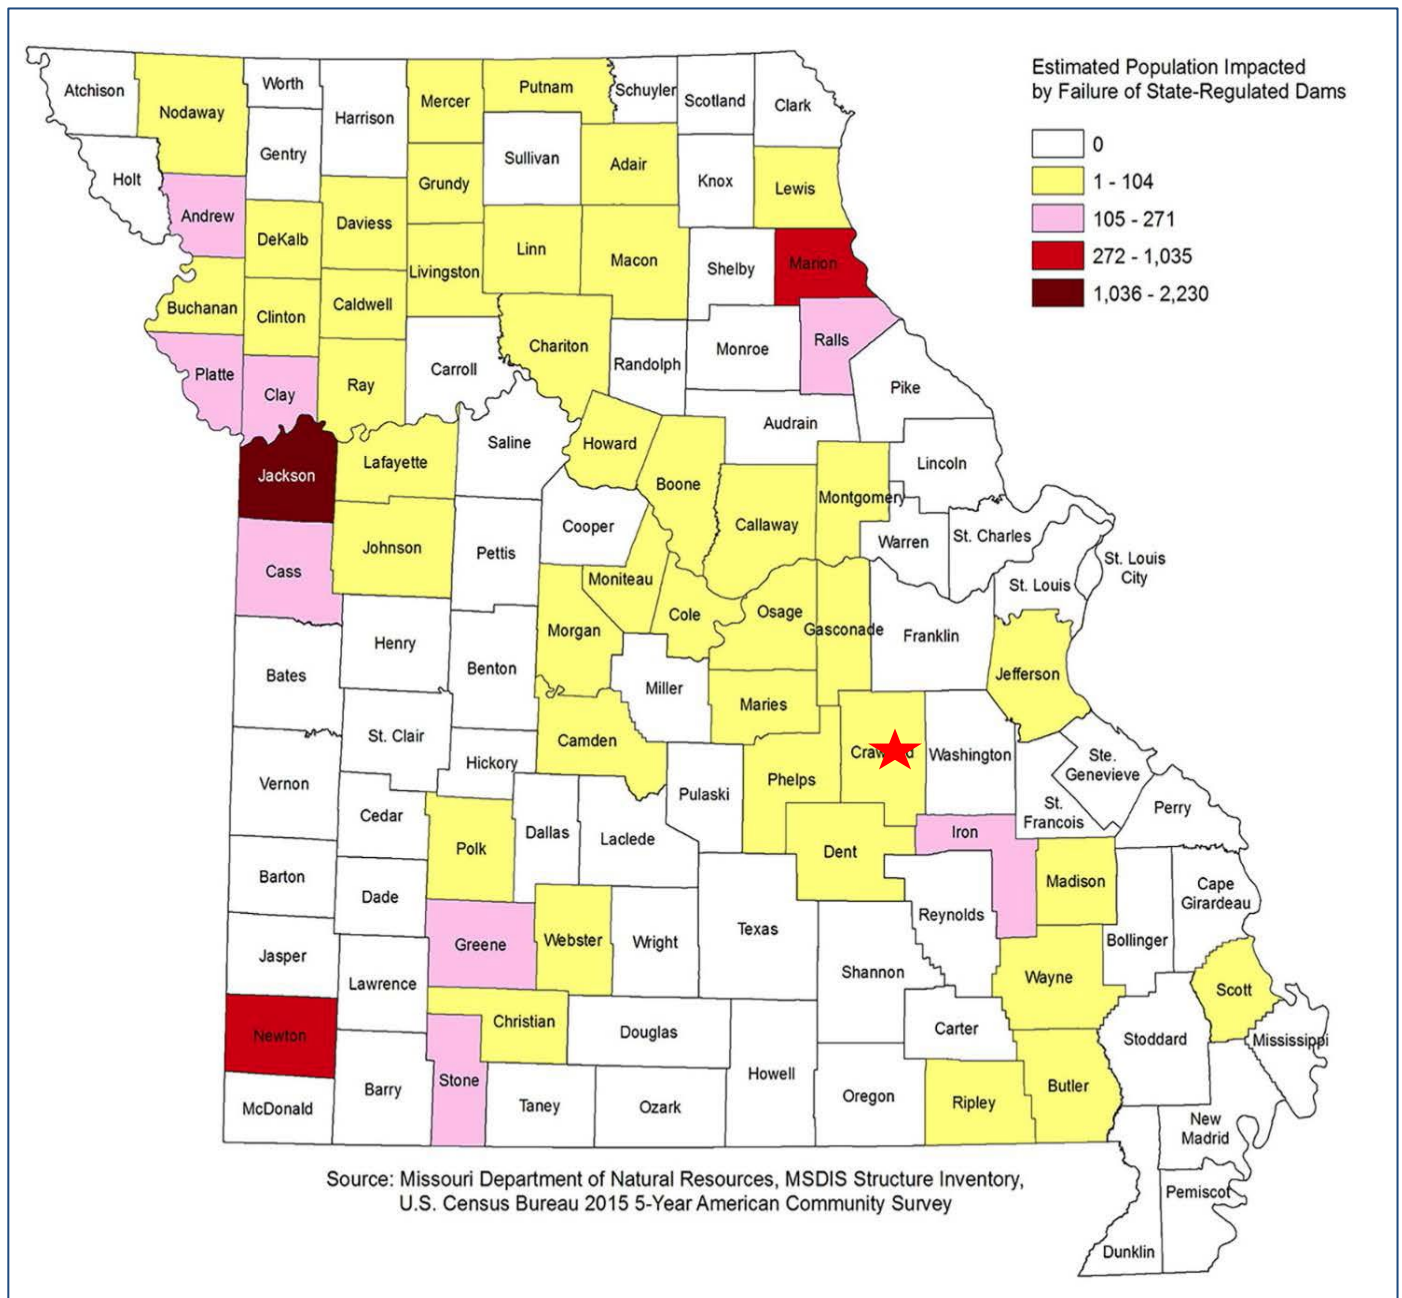 Estimated Population Impacted
by Failure of State-Regulated Dams
0
1 - 104
105 - 271
272 - 1,035
1,036 - 2,230
Atchison
Nodaway
Worth
Harrison
Mercer
Putnam
Schuyler
Scotland
Clark
Holt
Gentry
Sullivan
Adair
Knox
Lewis
Andrew
DeKalb
Daviess
Grundy
Linn
Macon
Shelby
Marion
Buchanan
Clinton
Caldwell
Livingston
Chariton
Randolph
Monroe
Ralls
Pike
Platte
Clay
Ray
Carroll
Saline
Howard
Boone
Audrain
Lincoln
Jackson
Lafayette
Cooper
Callaway
Montgomery
Warren
St. Charles
St. Louis
St. Louis
City
Cass
Johnson
Pettis
Moniteau
Cole
Osage
Gasconade
Franklin
Jefferson
Bates
Henry
Benton
Morgan
Miller
Maries
Vernon
St. Clair
Hickory
Camden
Pulaski
Phelps
Washington
Ste.
Genevieve
St.
Francois
Perry
Cedar
Polk
Dallas
Laclede
Dent
Iron
Madison
Cape
Girardeau
Barton
Dade
Greene
Webster
Wright
Texas
Reynolds
Bollinger
Jasper
Lawrence
Christian
Douglas
Shannon
Wayne
Scott
Newton
Carter
Stoddard
Mississippi
McDonald
Barry
Stone
Taney
Ozark
Howell
Oregon
Ripley
Butler
New
Madrid
Pemiscot
Dunklin
Source: Missouri Department of Natural Resources, MSDIS Structure Inventory,
U.S. Census Bureau 2015 5-Year American Community Survey